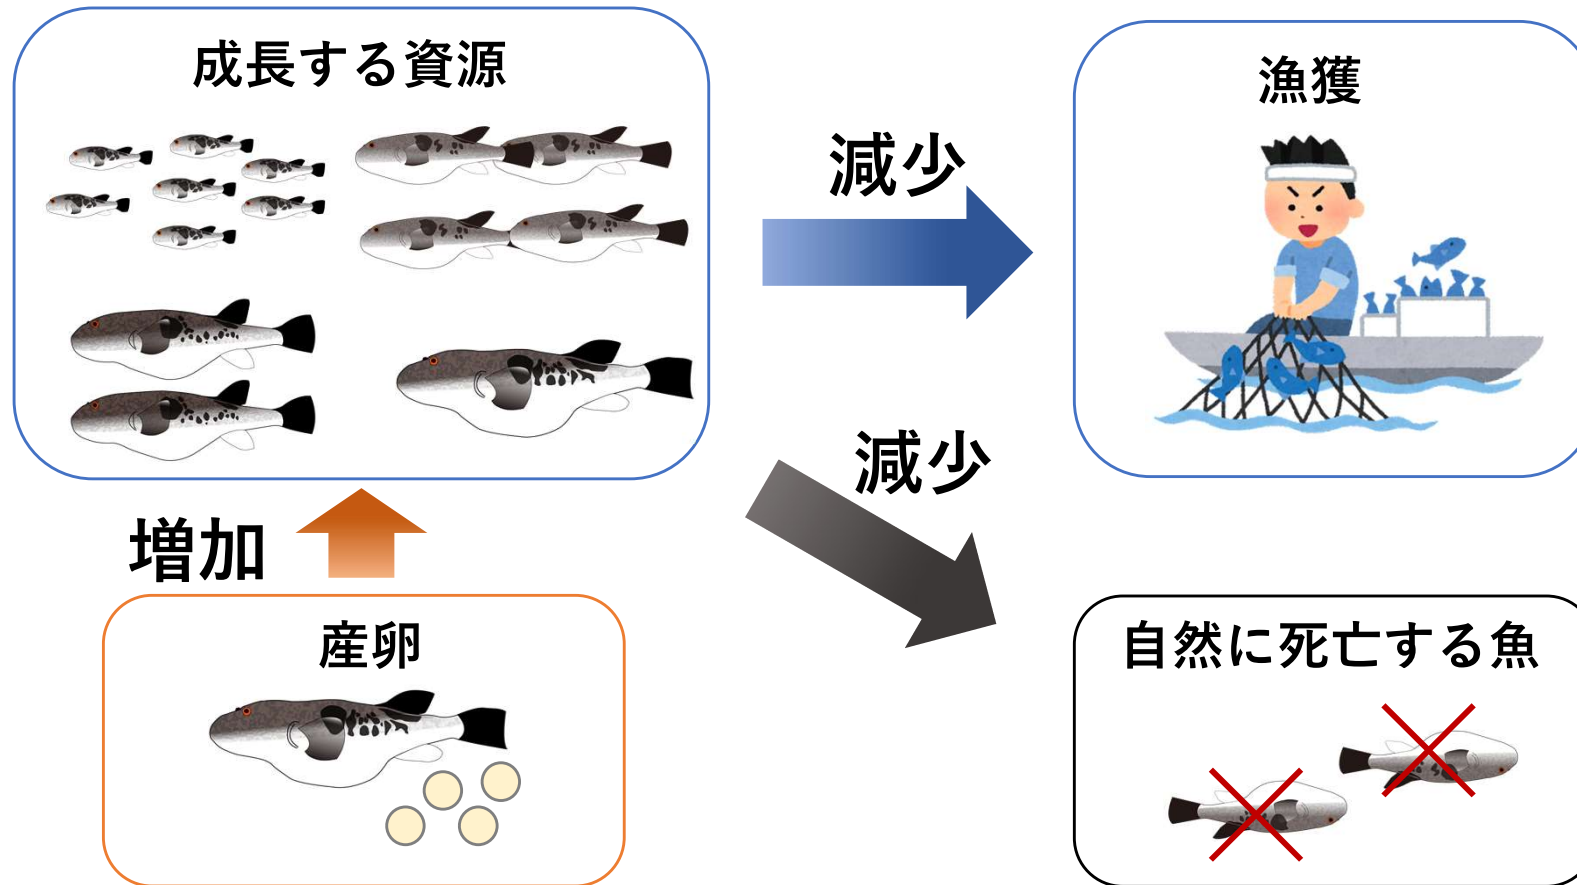 成長する資源
減少
漁獲
減少
増加
産卵
自然に死亡する魚